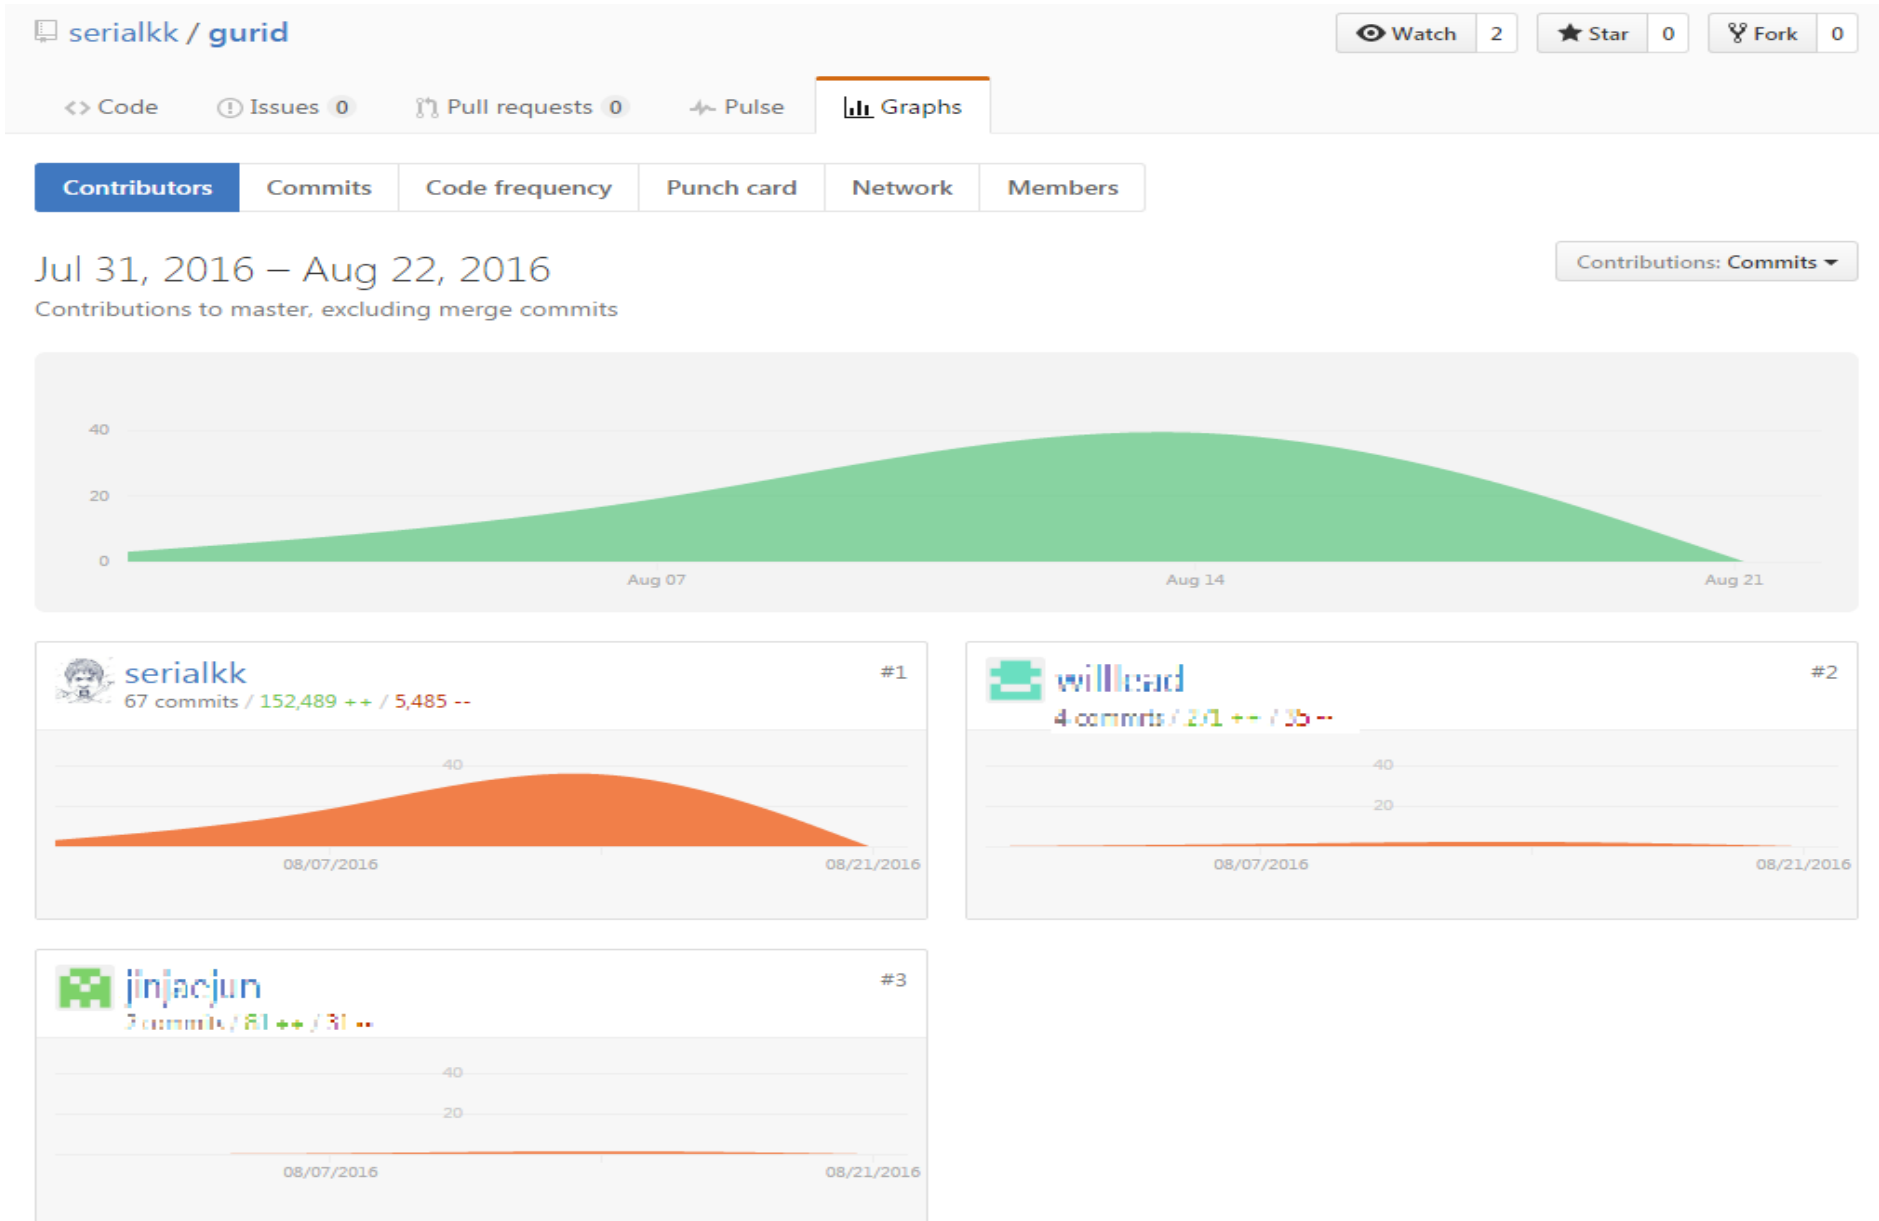 serialkk / gurid
Watch 2
Star 0
Fork 0
Code
Issues 0
Pull requests 0
Pulse
Graphs
Contributors
Commits
Code frequency
Punch card
Network
Members
Jul 31, 2016 – Aug 22, 2016
Contributions: Commits
Contributions to master, excluding merge commits
40
20
0
Aug 07
Aug 14
Aug 21
serialkk
#1
67 commits / 152,489 ++ / 5,485 --
40
08/07/2016
08/21/2016
#2
40
20
08/07/2016
08/21/2016
#3
40
20
08/07/2016
08/21/2016